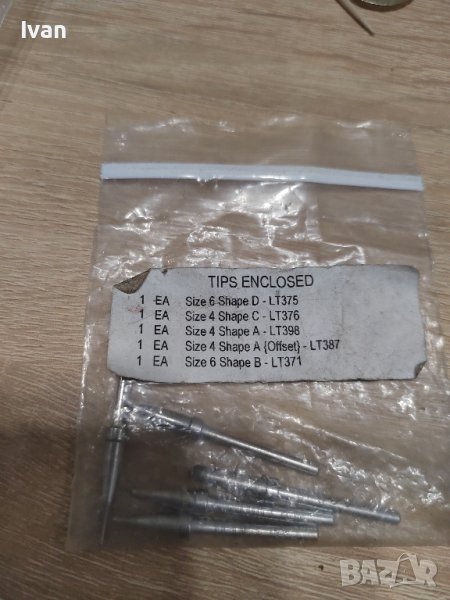 Ivan
TIPS ENCLOSED
1 EA Size 6 Shape D - LT375
1 EA Size 4 Shape C - LT376
1 EA Size 4 Shape A - LT398
1 EA Size 4 Shape A {Offset} - LT387
1 EA Size 6 Shape B - LT371
BAZAR